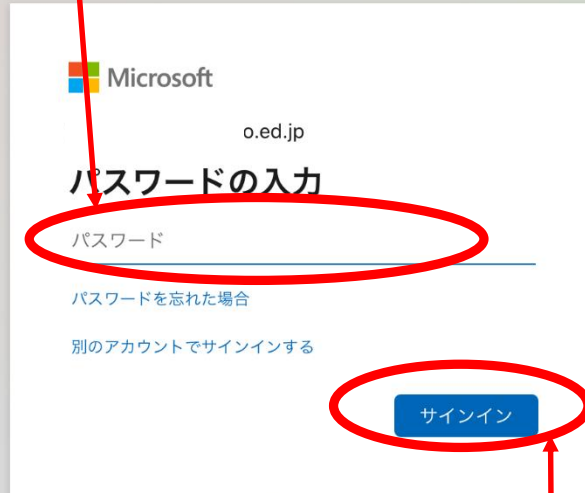 Microsoft
o.ed.jp
パスワードの入力
パスワード
パスワードを忘れた場合
別のアカウントでサインインする
サインイン